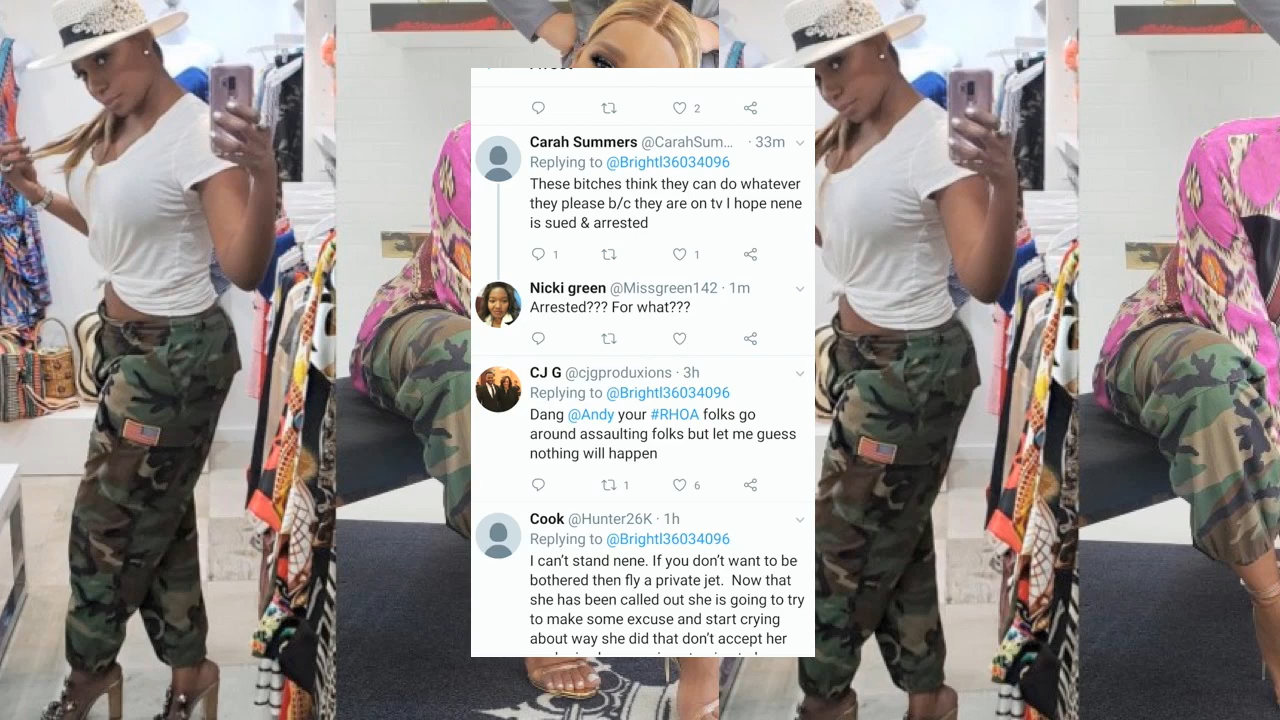 2
Carah Summers @CarahSum... · 33m
Replying to @Brightl36034096
These bitches think they can do whatever
they please b/c they are on tv I hope nene
is sued & arrested
1
1
Nicki green @Missgreen142 · 1m
Arrested??? For what???
CJ G @cjgproduxions · 3h
Replying to @Brightl36034096
Dang @Andy your #RHOA folks go
around assaulting folks but let me guess
nothing will happen
1
6
Cook @Hunter26K · 1h
Replying to @Brightl36034096
I can't stand nene. If you don't want to be
bothered then fly a private jet. Now that
she has been called out she is going to try
to make some excuse and start crying
about way she did that don't accept her